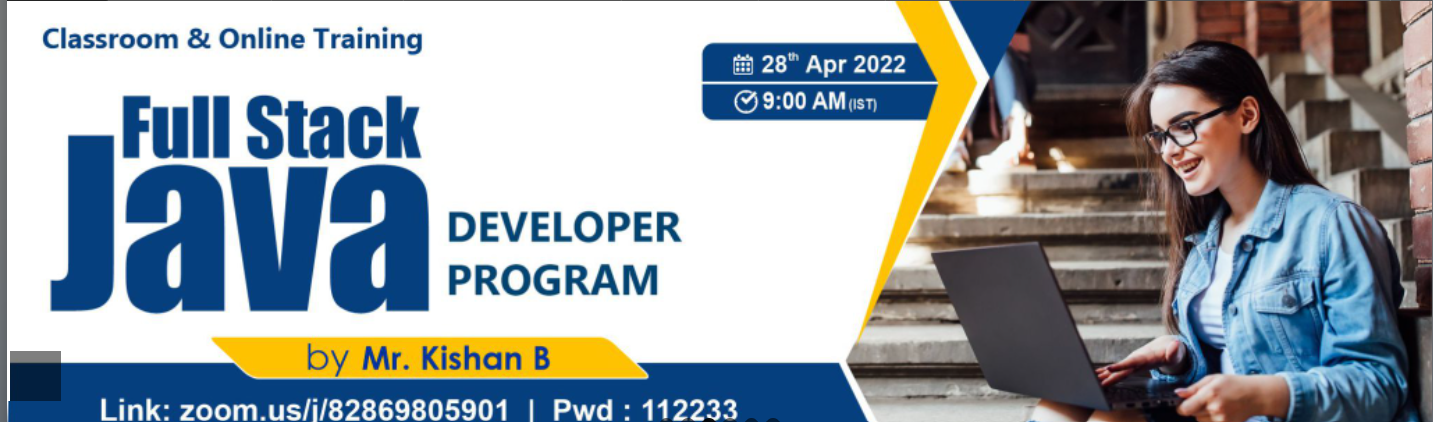 Classroom & Online Training
28th Apr 2022
9:00 AM (IST)
Full Stack
Java
DEVELOPER
PROGRAM
by Mr. Kishan B
Link: zoom.us/j/82869805901 | Pwd : 112233